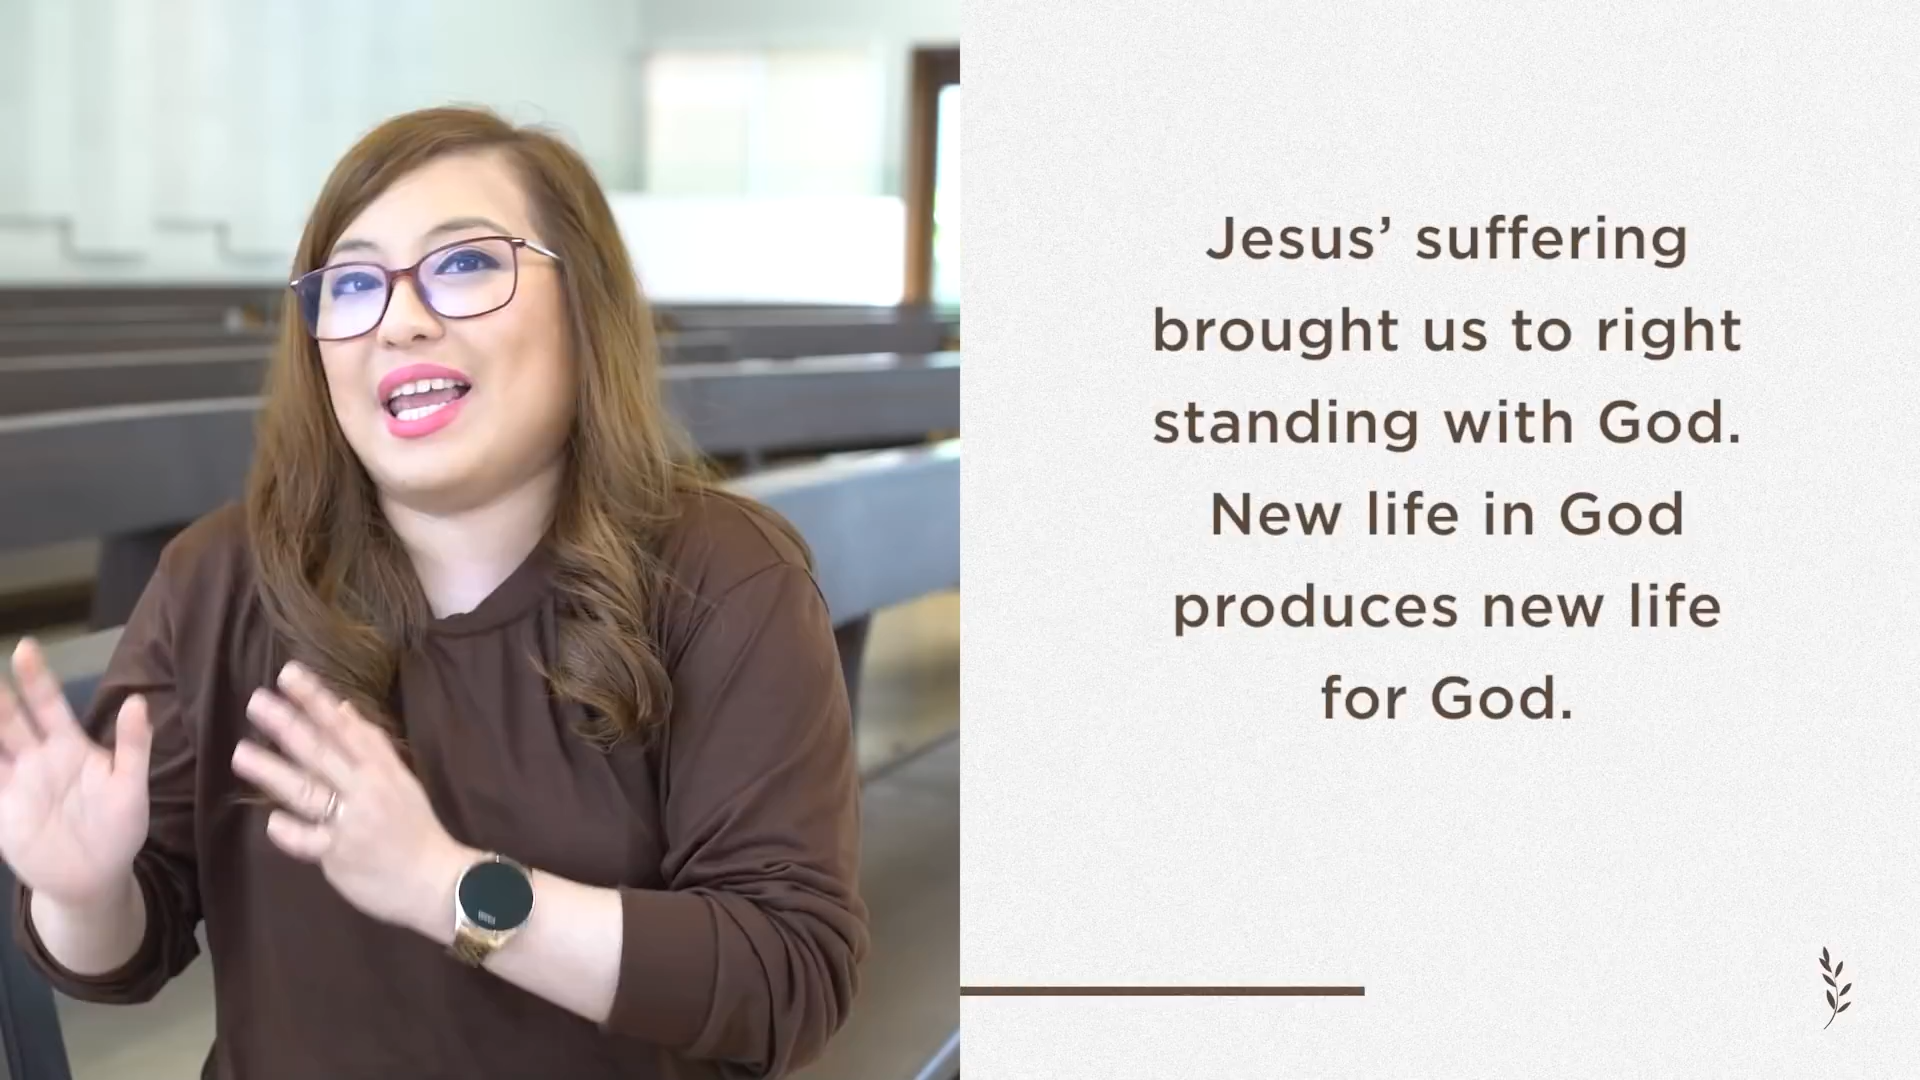 Jesus’ suffering
brought us to right
standing with God.
New life in God
produces new life
for God.